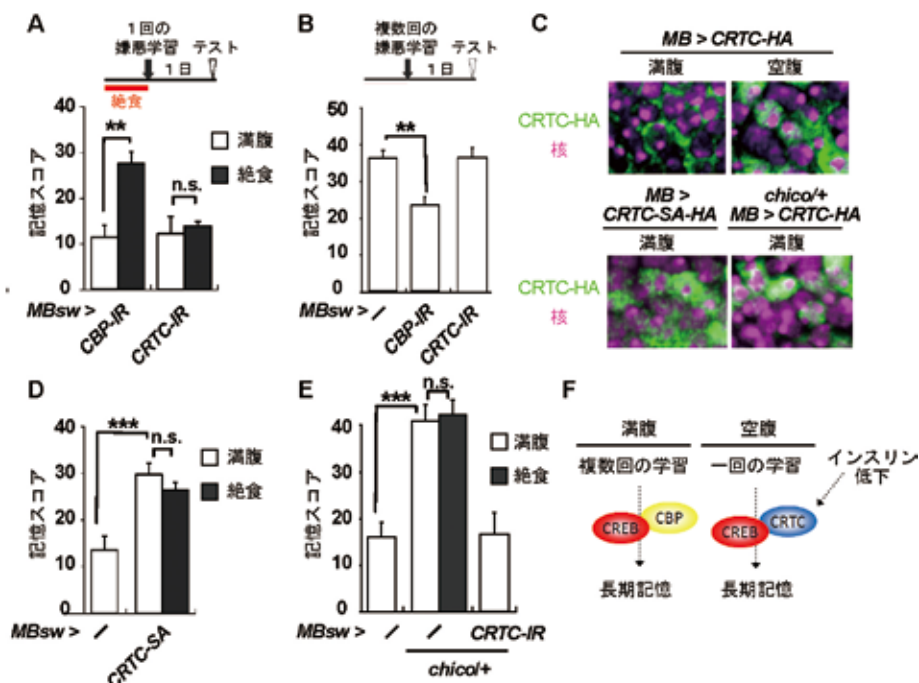 A
1回の
嫌悪学習 テスト
1日
絶食
40
30
20
10
0
記憶スコア
**
n.s.
満腹
絶食
MBsw >
CBP-IR
CRTC-IR
B
複数回の
嫌悪学習 テスト
1日
50
40
30
20
10
0
記憶スコア
**
MBsw >
/
CBP-IR
CRTC-IR
C
MB > CRTC-HA
満腹 空腹
CRTC-HA
核
MB >
CRTC-SA-HA
満腹
chico/+
MB > CRTC-HA
満腹
CRTC-HA
核
D
40
30
20
10
0
記憶スコア
***
n.s.
満腹
絶食
MBsw >
/
CRTC-SA
E
40
30
20
10
0
記憶スコア
***
n.s.
満腹
絶食
MBsw >
/ / CRTC-IR
chico/+
F
満腹 空腹
複数回の学習 一回の学習
インスリン
低下
CREB CBP
CREB CRTC
長期記憶 長期記憶